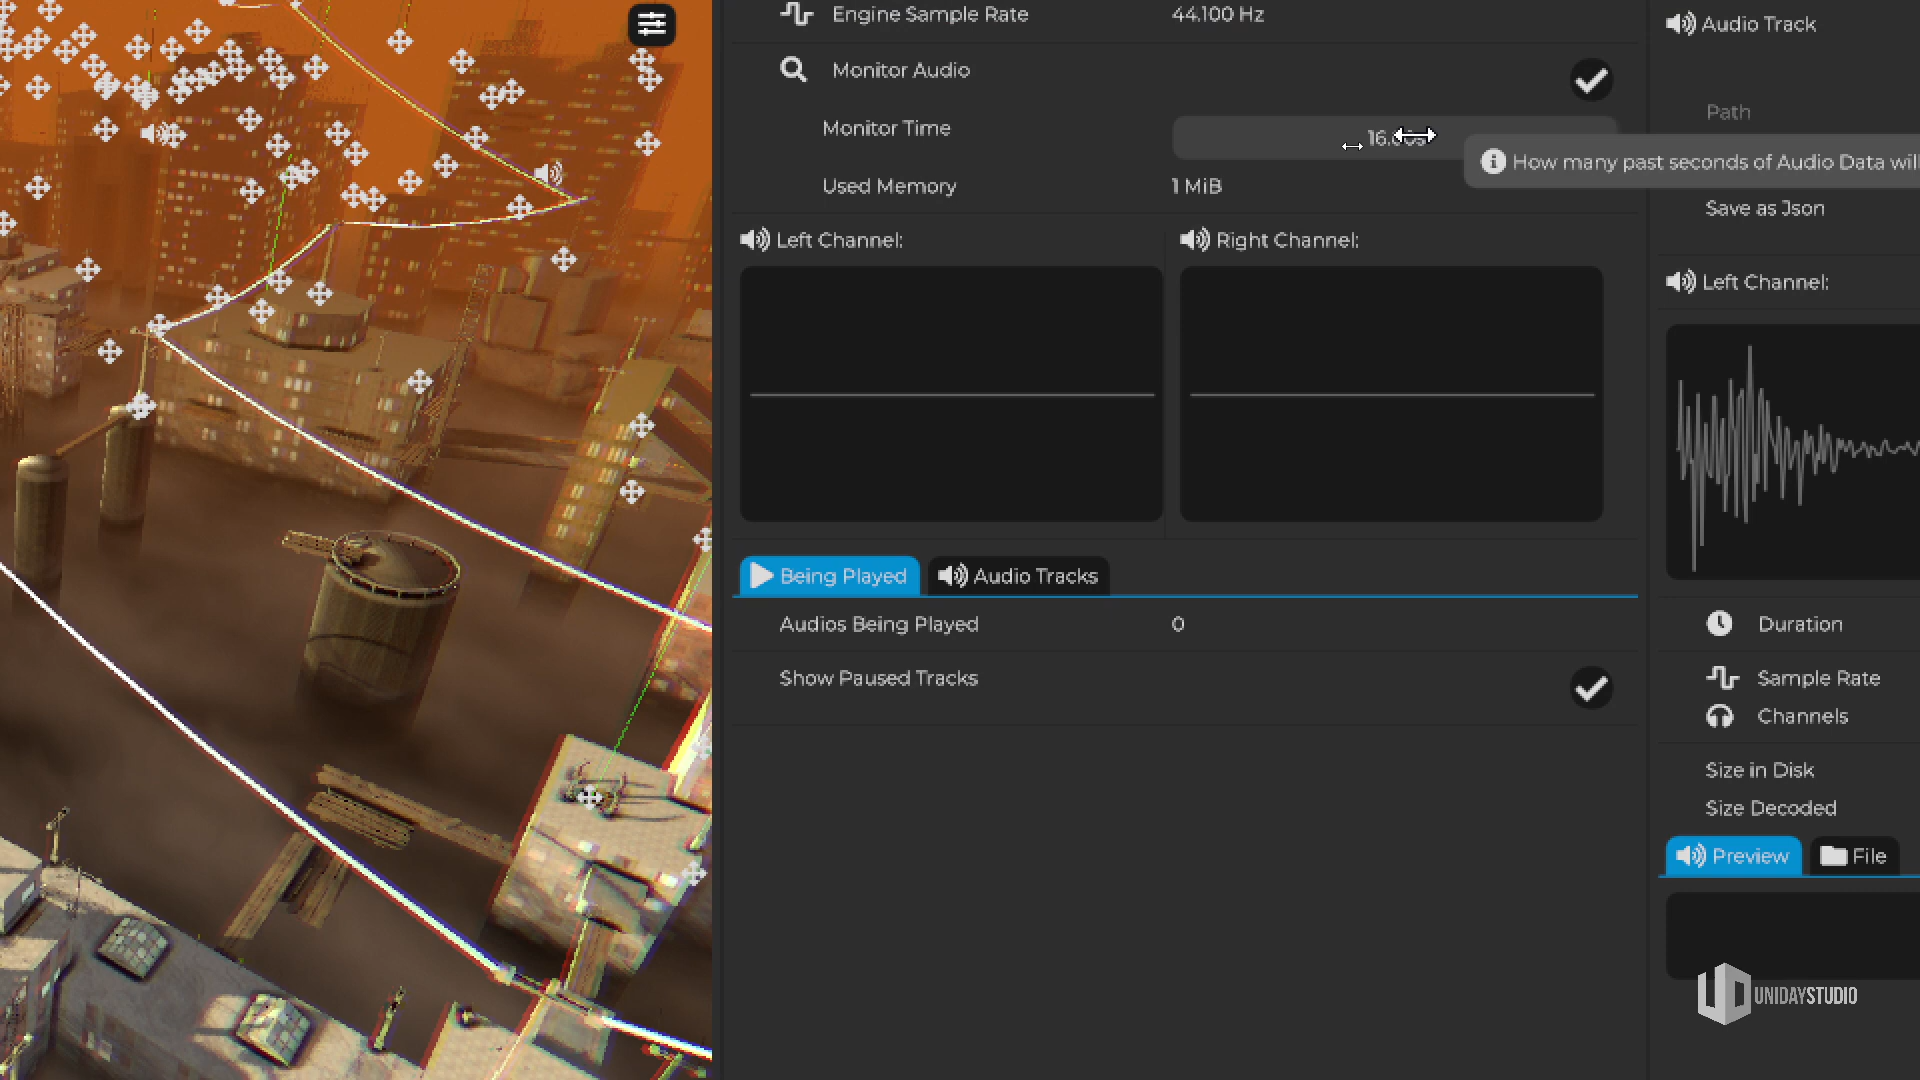 Engine Sample Rate 44.100 Hz
Monitor Audio
Monitor Time
How many past seconds of Audio Data will
Used Memory 1 MiB
Left Channel:
Right Channel:
Being Played
Audio Tracks
Audios Being Played 0
Show Paused Tracks
Audio Track
Path
Save as Json
Left Channel:
Duration
Sample Rate
Channels
Size in Disk
Size Decoded
Preview
File
UNIDAYSTUDIO